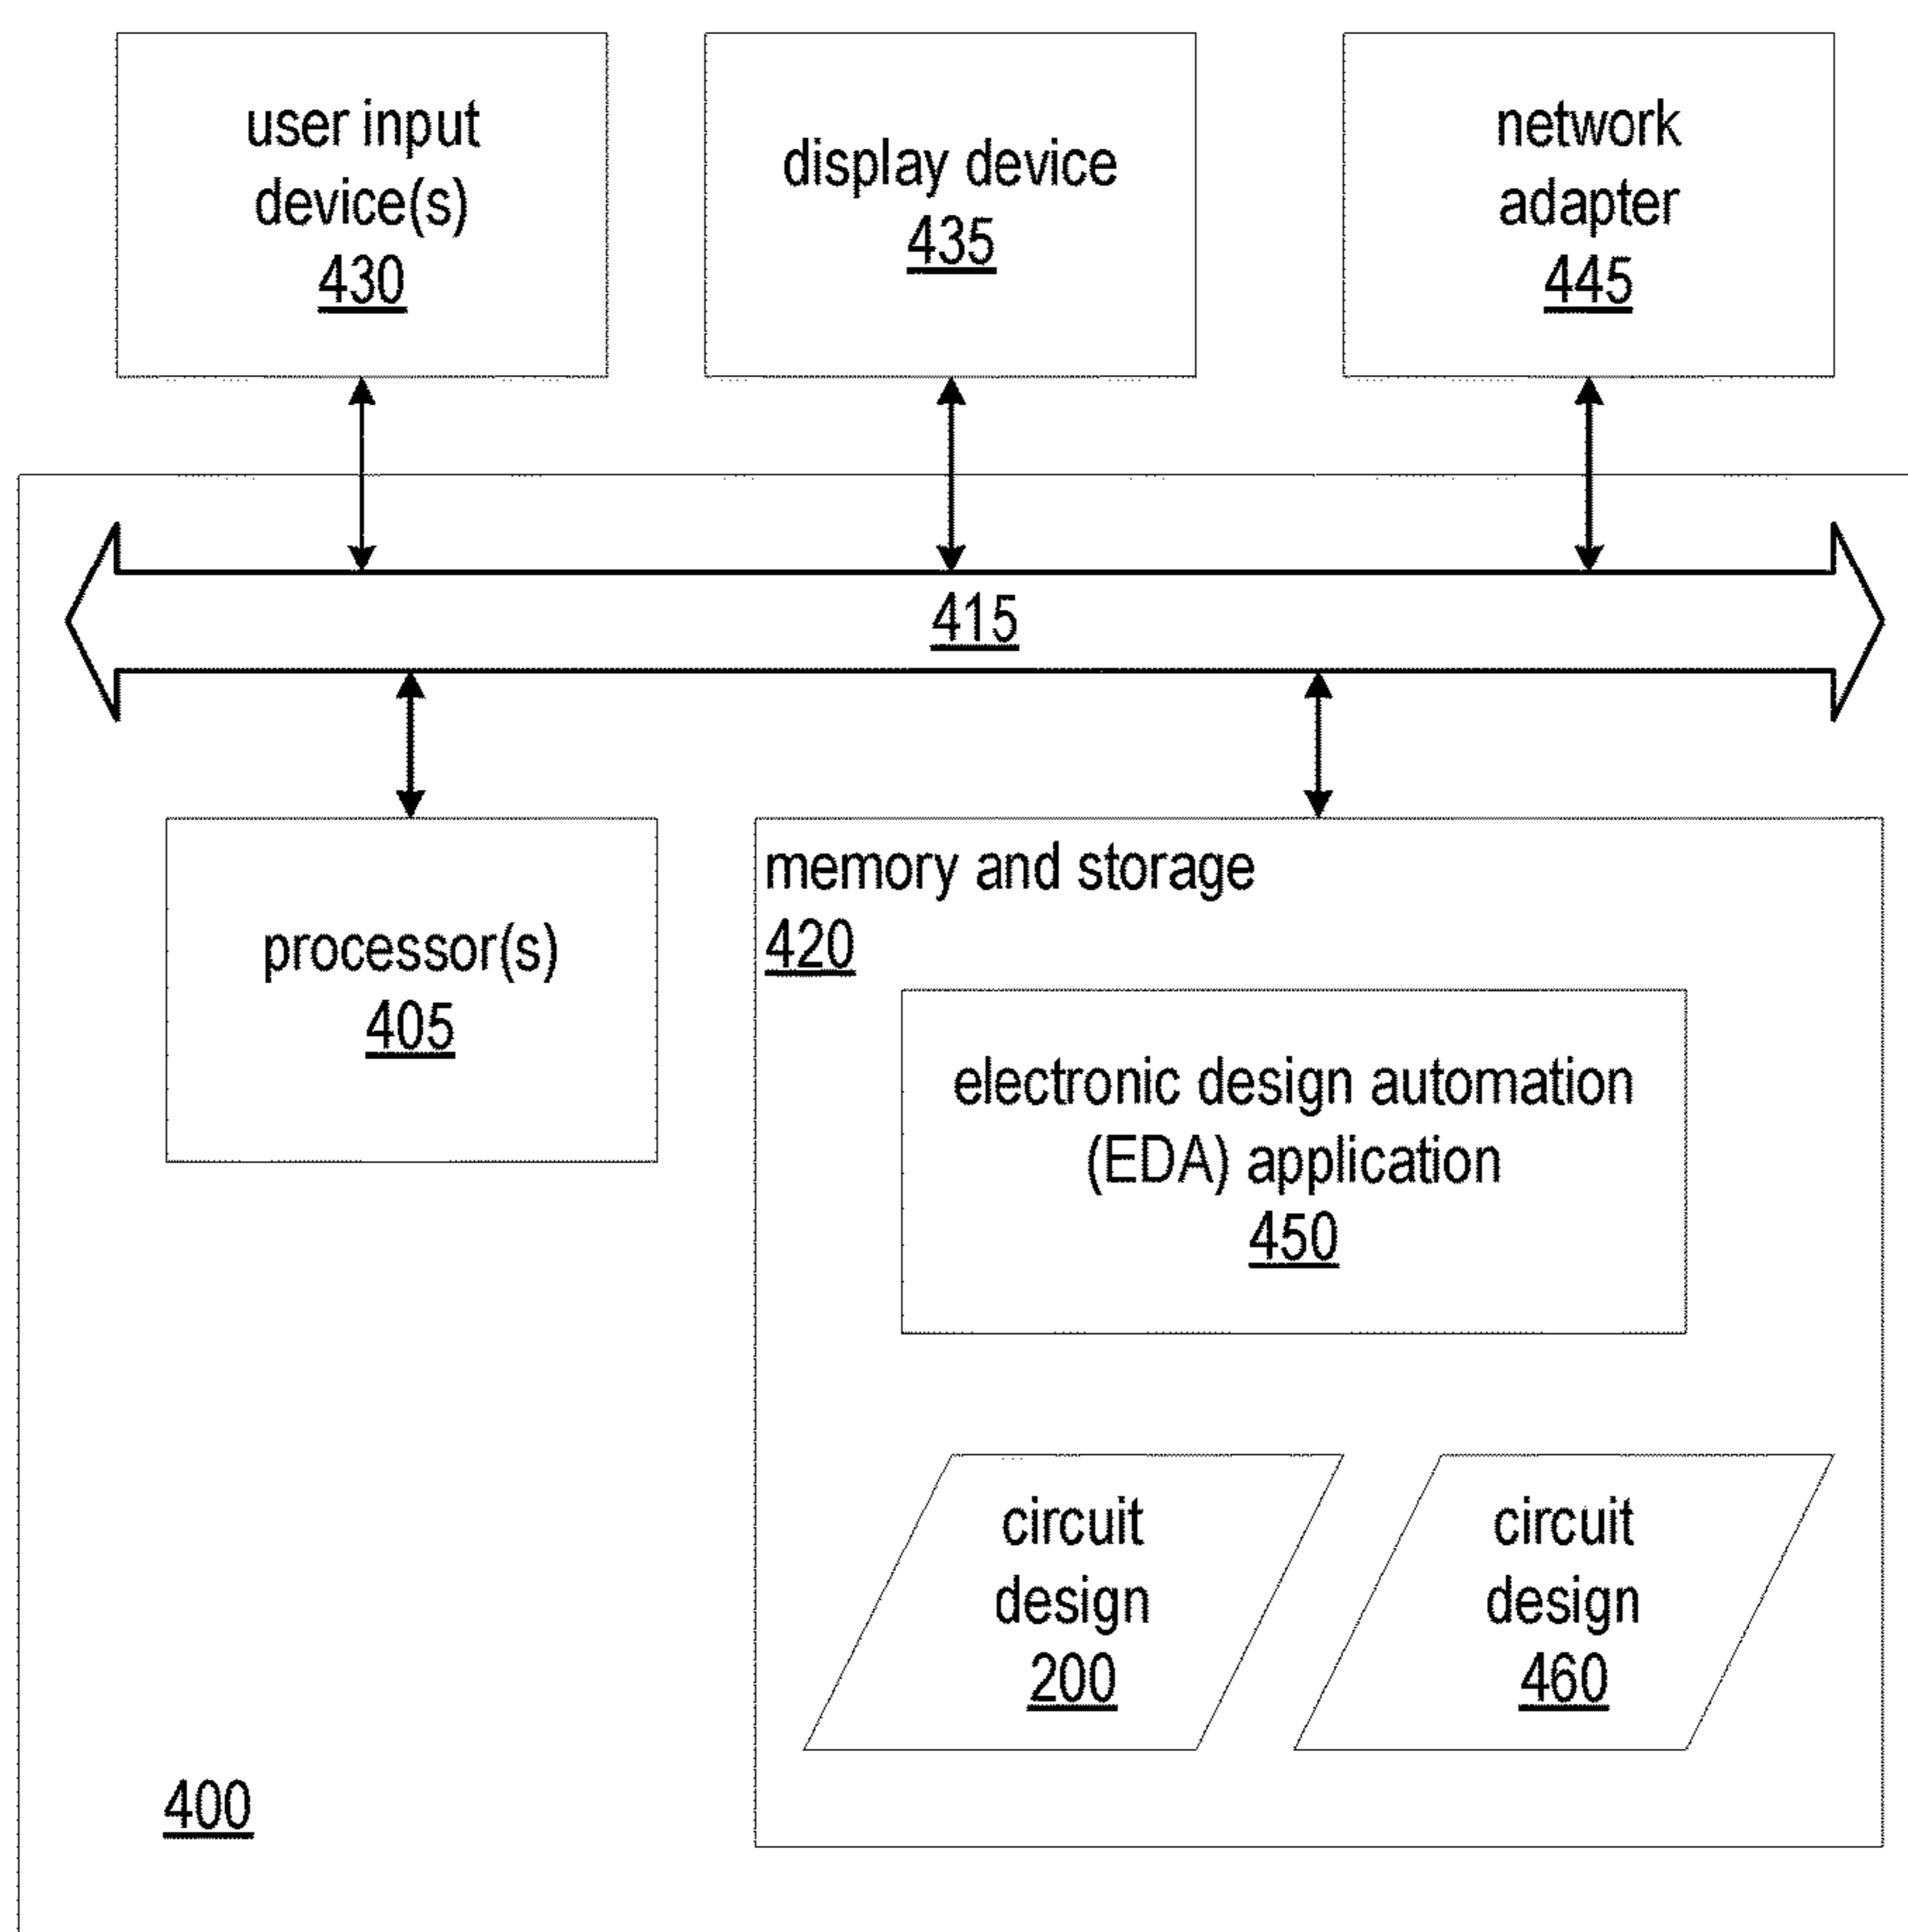 user input
device(s)
430
display device
435
network
adapter
445
415
processor(s)
405
memory and storage
420
electronic design automation
(EDA) application
450
circuit
design
200
circuit
design
460
400